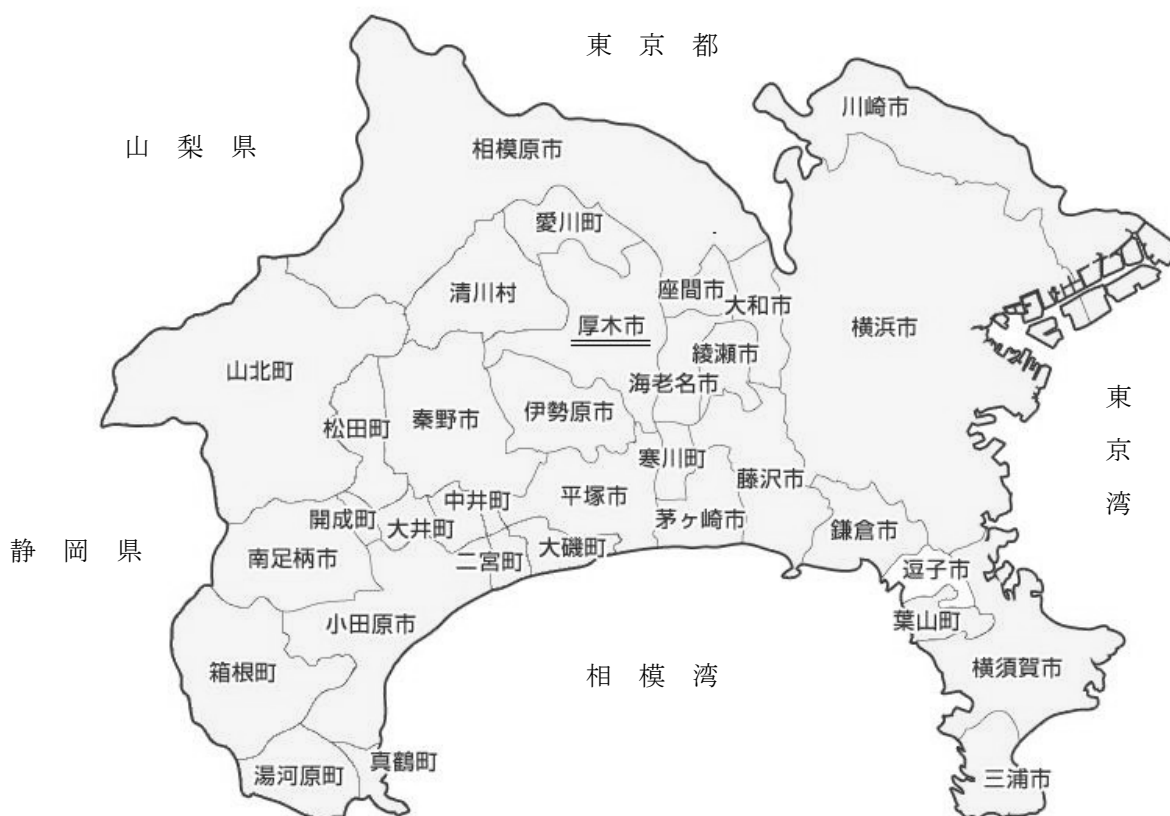 東京都
川崎市
山梨県
相模原市
愛川町
清川村
座間市
大和市
厚木市
横浜市
綾瀬市
山北町
海老名市
東京湾
伊勢原市
秦野市
松田町
寒川町
藤沢市
中井町
平塚市
開成町
大井町
茅ヶ崎市
鎌倉市
静岡県
南足柄市
二宮町
大磯町
逗子市
葉山町
小田原市
箱根町
相模湾
横須賀市
真鶴町
湯河原町
三浦市